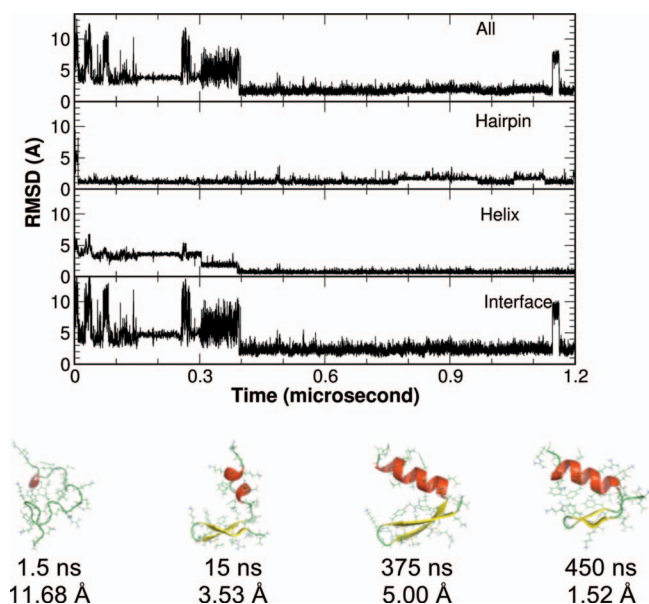 10
5
0
All
10
5
0
Hairpin
10
5
0
Helix
10
5
0
Interface
RMSD (A)
0 0.3 0.6 0.9 1.2
Time (microsecond)
1.5 ns 15 ns 375 ns 450 ns
11.68 Å 3.53 Å 5.00 Å 1.52 Å